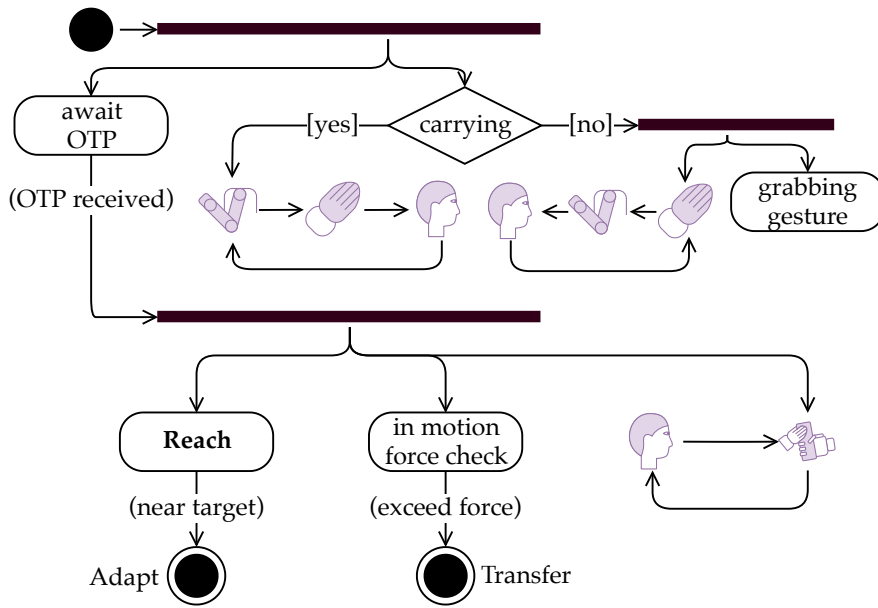 await
OTP
[yes]
carrying
[no]
(OTP received)
grabbing
gesture
Reach
in motion
force check
(near target)
(exceed force)
Adapt
Transfer